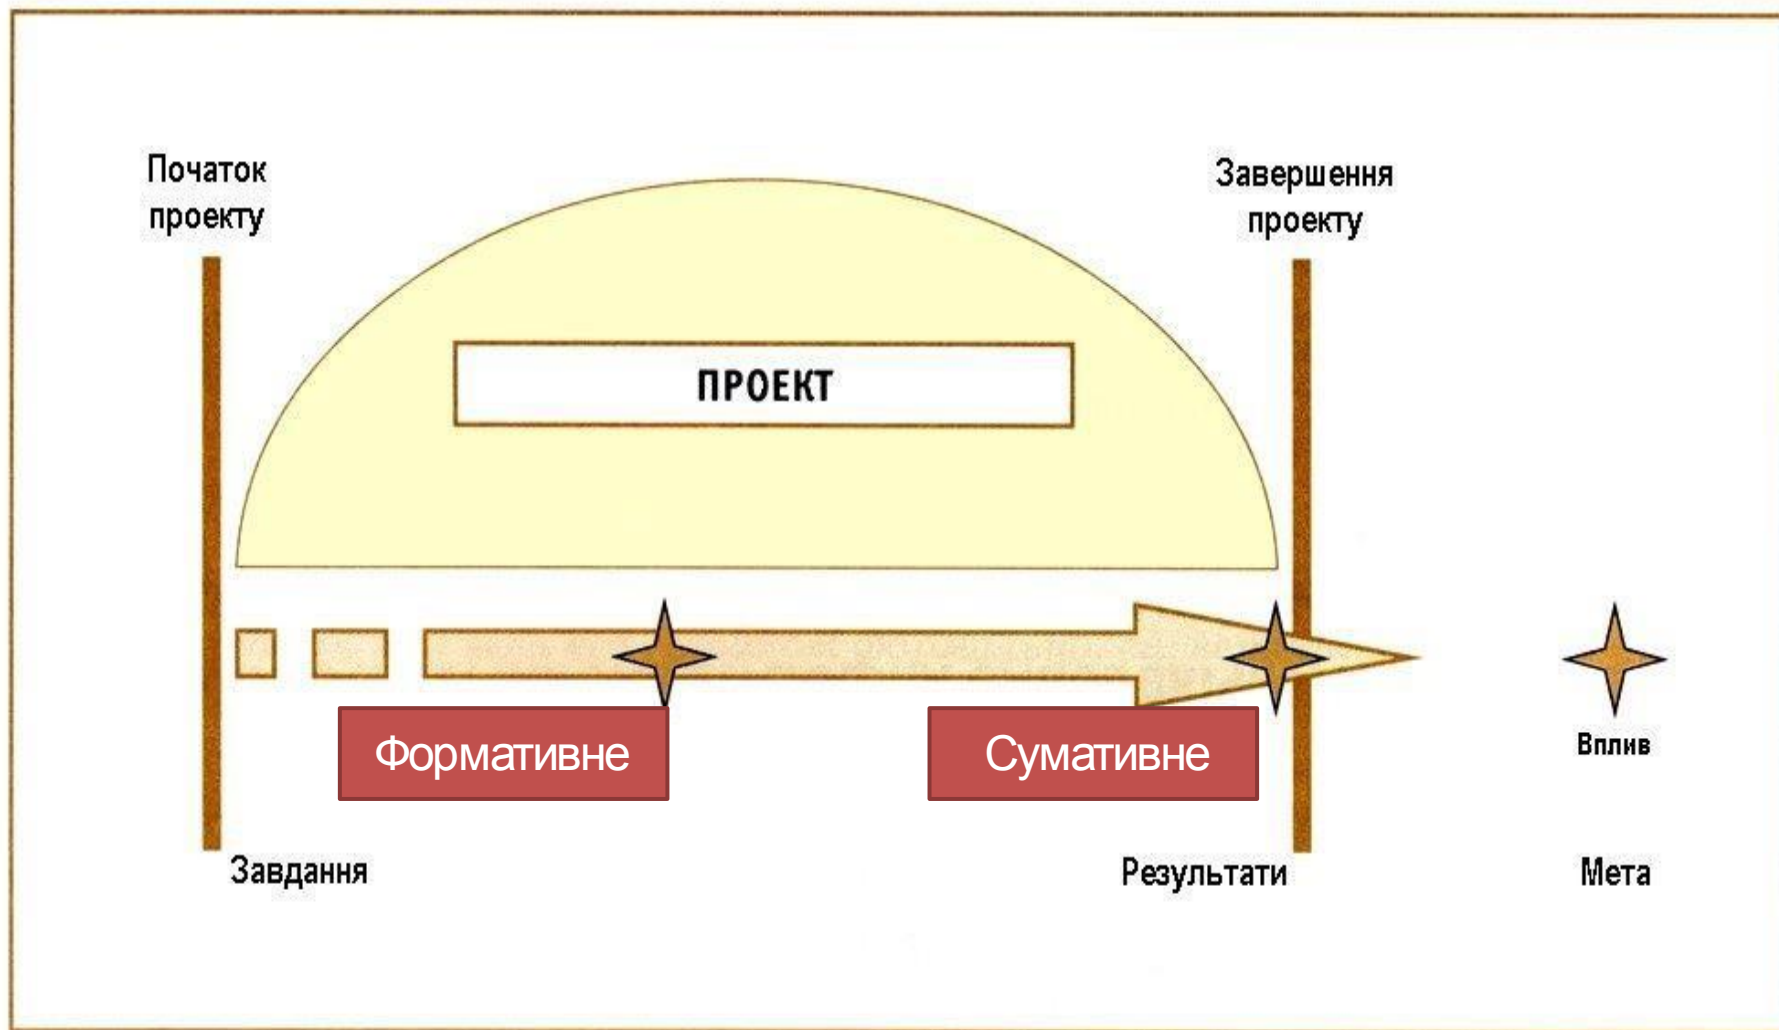 Початок
проекту
Завершення
проекту
ПРОЕКТ
Формативне
Сумативне
Вплив
Завдання
Результати
Мета